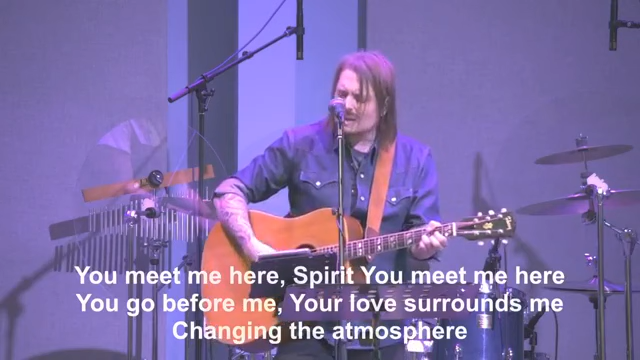 You meet me here, Spirit You meet me here
You go before me, Your love surrounds me
Changing the atmosphere